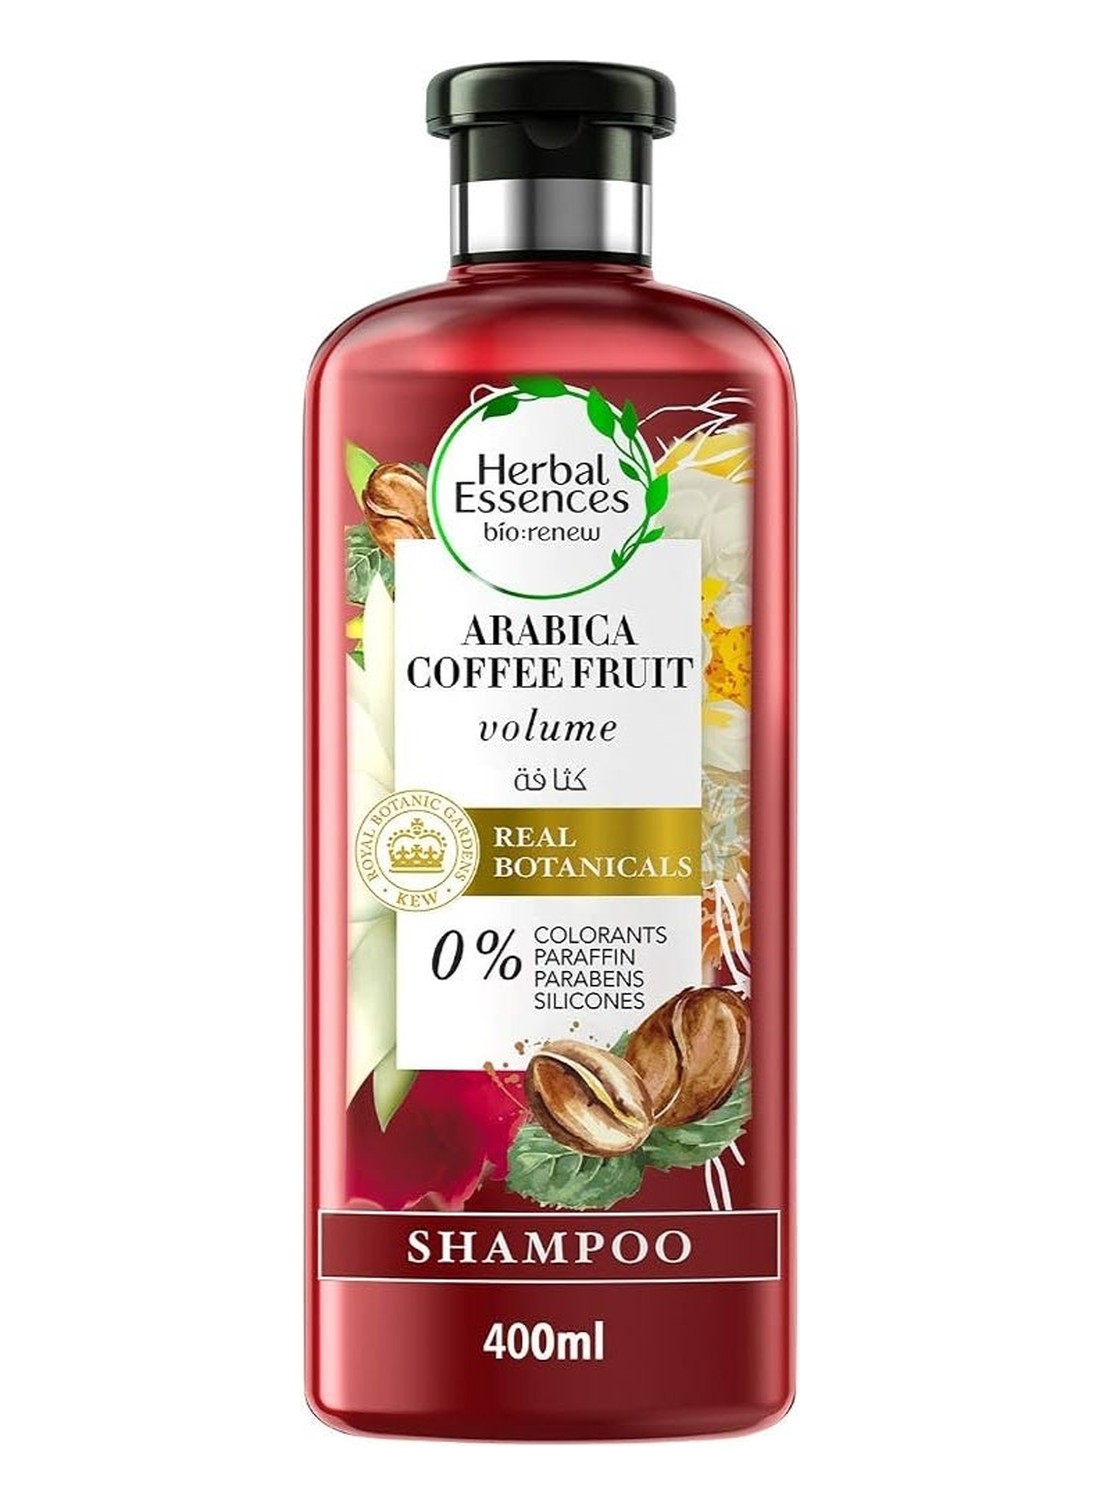 Herbal
Essences
bío:renew
ARABICA
COFFEE FRUIT
volume
كثافة
ROYAL BOTANIC GARDENS
· KEW ·
REAL
BOTANICALS
0%
COLORANTS
PARAFFIN
PARABENS
SILICONES
SHAMPOO
400ml